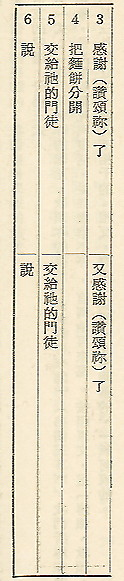 3 感謝（讚頌祢）了 又感謝（讚頌祢）了
4 把麵餅分開
5 交給祂的門徒 交給祂的門徒
6 說 說